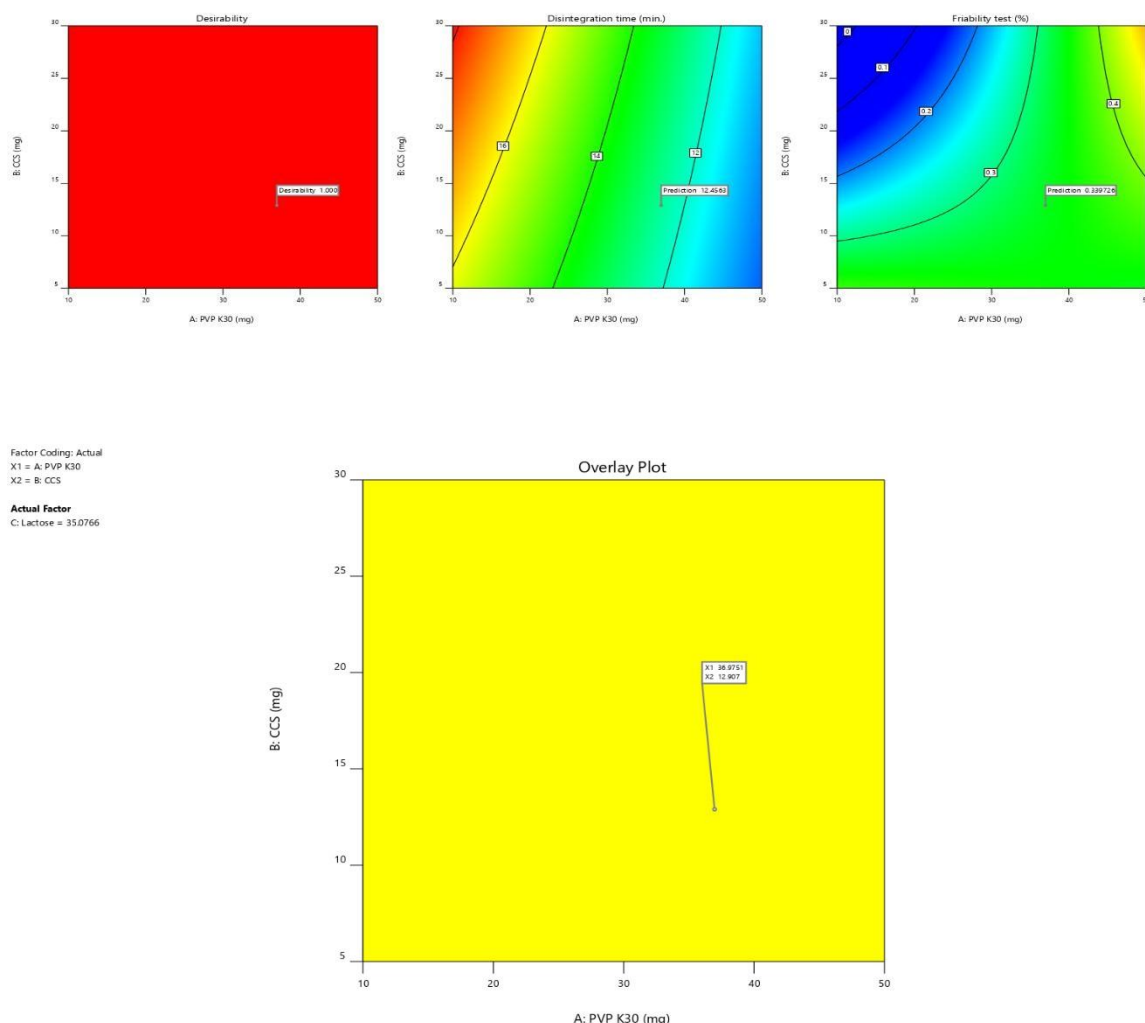 Desirability
30
25
20
15
10
5
B: CCS (mg)
Desirability 1.000
10 20 30 40 50
A: PVP K30 (mg)
Disintegration time (min.)
30
25
20
15
10
5
B: CCS (mg)
16
14
12
Prediction 12.4563
10 20 30 40 50
A: PVP K30 (mg)
Friability test (%)
30
25
20
15
10
5
B: CCS (mg)
0
0.1
0.2
0.3
0.4
Prediction 0.339726
10 20 30 40
A: PVP K30 (mg)
Factor Coding: Actual
X1 = A: PVP K30
X2 = B: CCS
Actual Factor
C: Lactose = 35.0766
Overlay Plot
30
25
20
15
10
5
B: CCS (mg)
X1 36.9751
X2 12.907
10 20 30 40 50
A: PVP K30 (mg)